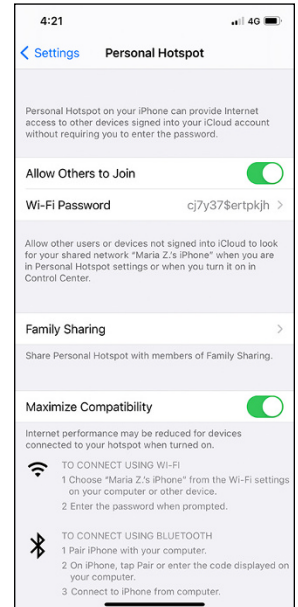 4:21 4G
Settings Personal Hotspot
Personal Hotspot on your iPhone can provide Internet
access to other devices signed into your iCloud account
without requiring you to enter the password.
Allow Others to Join
Wi-Fi Password cj7y37$ertpkjh
Allow other users or devices not signed into iCloud to look
for your shared network “Maria Z.’s iPhone” when you are
in Personal Hotspot settings or when you turn it on in
Control Center.
Family Sharing
Share Personal Hotspot with members of Family Sharing.
Maximize Compatibility
Internet performance may be reduced for devices
connected to your hotspot when turned on.
TO CONNECT USING WI-FI
1 Choose “Maria Z.’s iPhone” from the Wi-Fi settings
on your computer or other device.
2 Enter the password when prompted.
TO CONNECT USING BLUETOOTH
1 Pair iPhone with your computer.
2 On iPhone, tap Pair or enter the code displayed on
your computer.
3 Connect to iPhone from computer.